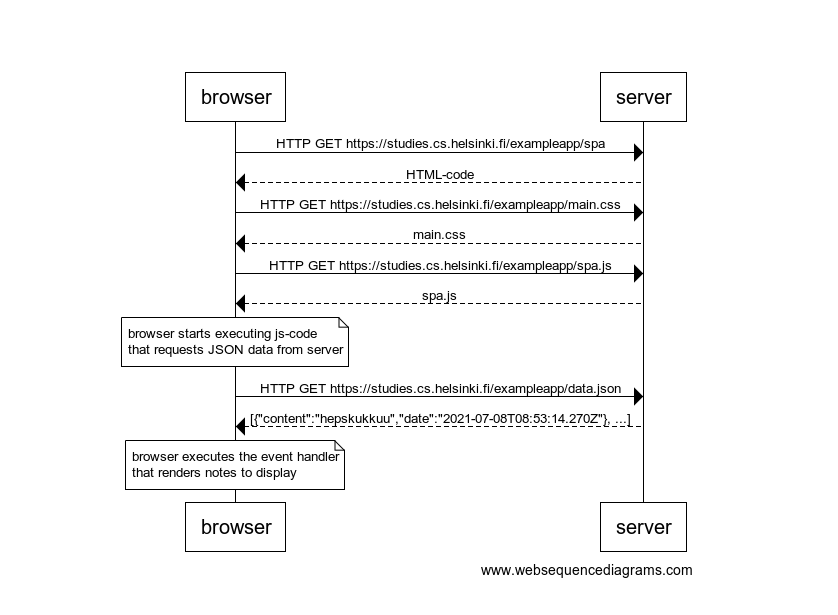 browser server
HTTP GET https://studies.cs.helsinki.fi/exampleapp/spa
HTML-code
HTTP GET https://studies.cs.helsinki.fi/exampleapp/main.css
main.css
HTTP GET https://studies.cs.helsinki.fi/exampleapp/spa.js
spa.js
browser starts executing js-code
that requests JSON data from server
HTTP GET https://studies.cs.helsinki.fi/exampleapp/data.json
[{"content":"hepskukkuu","date":"2021-07-08T08:53:14.270Z"}, ...]
browser executes the event handler
that renders notes to display
browser server
www.websequencediagrams.com